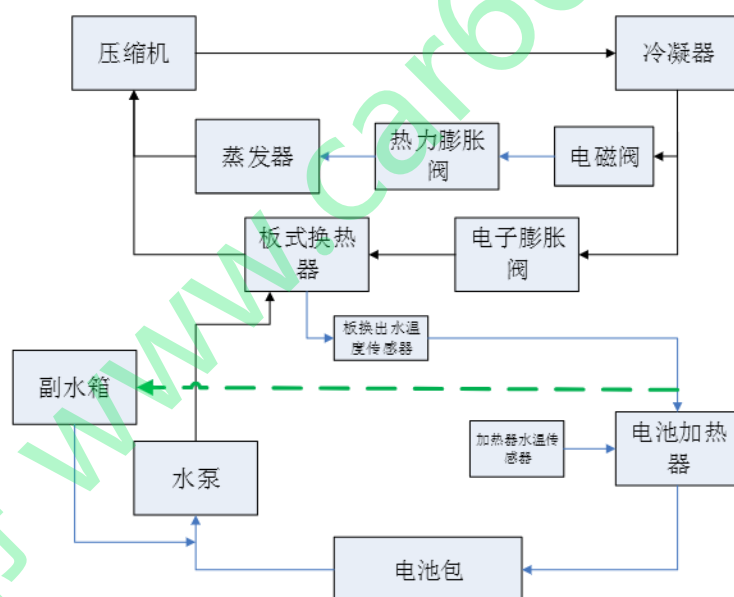 压缩机
冷凝器
蒸发器
热力膨胀
阀
电磁阀
板式换热
器
电子膨胀
阀
板换出水温
度传感器
副水箱
加热器水温传
感器
电池加热
器
水泵
电池包
www.car6